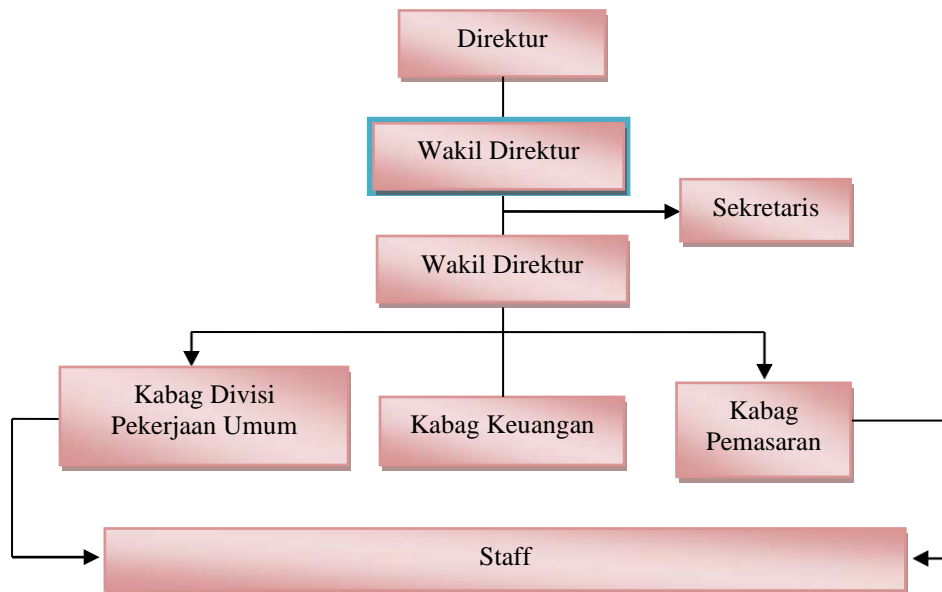 Direktur
Wakil Direktur
Sekretaris
Wakil Direktur
Kabag Divisi
Pekerjaan Umum
Kabag Keuangan
Kabag
Pemasaran
Staff